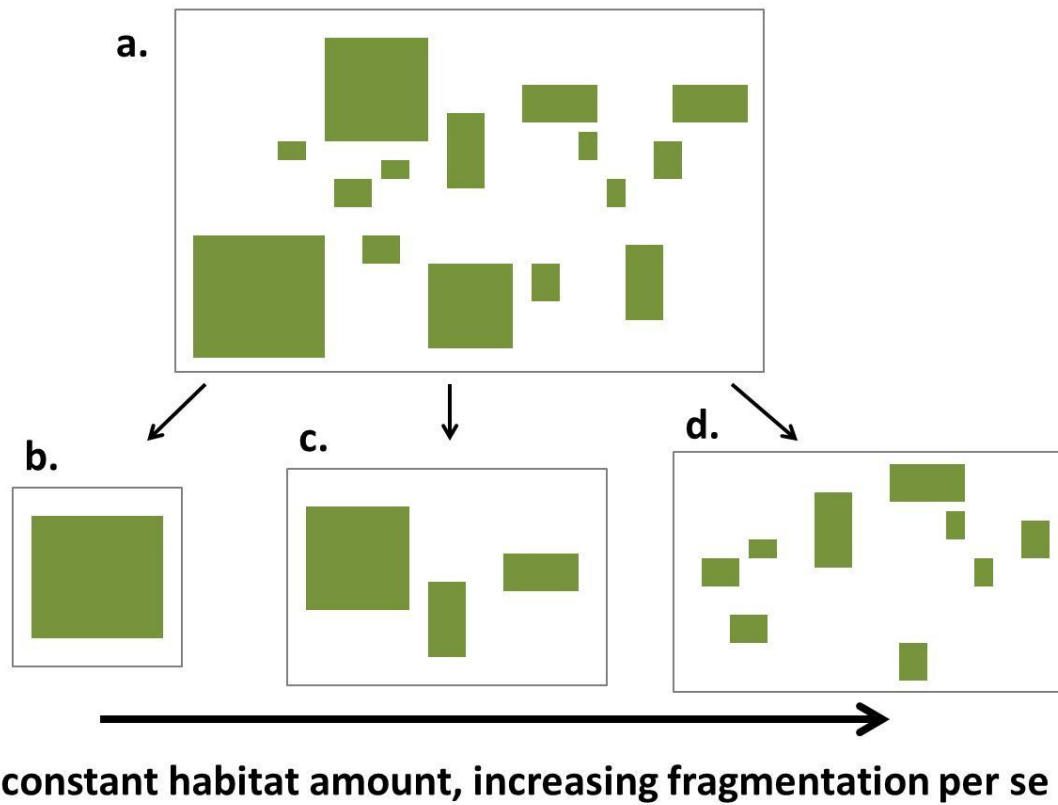 a.
b.
c.
d.
constant habitat amount, increasing fragmentation per se